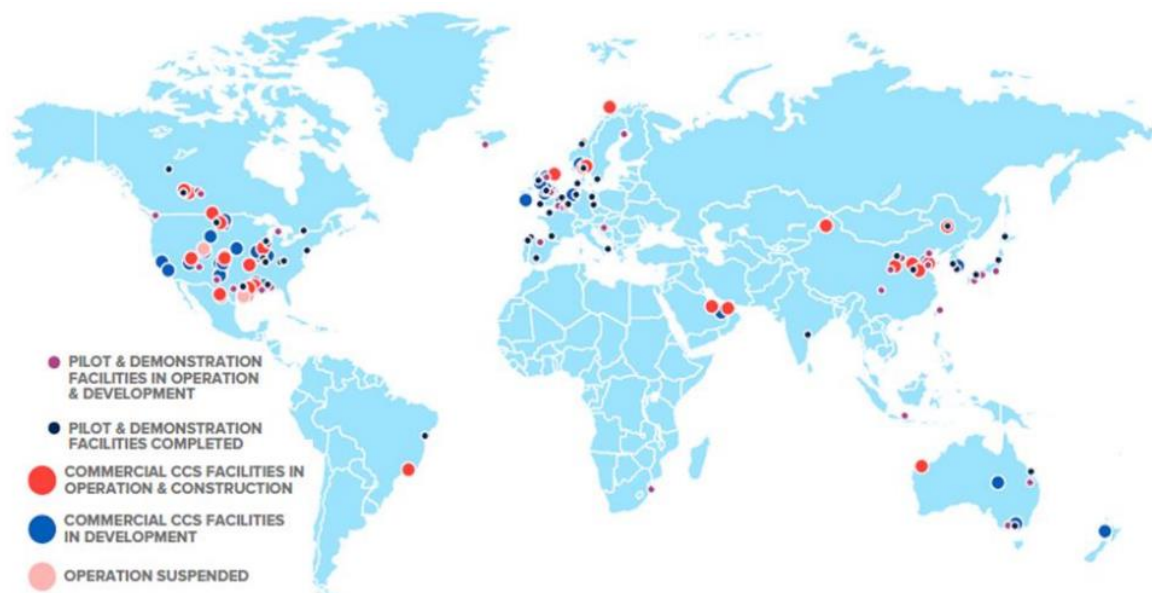 PILOT & DEMONSTRATION
FACILITIES IN OPERATION
& DEVELOPMENT
PILOT & DEMONSTRATION
FACILITIES COMPLETED
COMMERCIAL CCS FACILITIES IN
OPERATION & CONSTRUCTION
COMMERCIAL CCS FACILITIES
IN DEVELOPMENT
OPERATION SUSPENDED